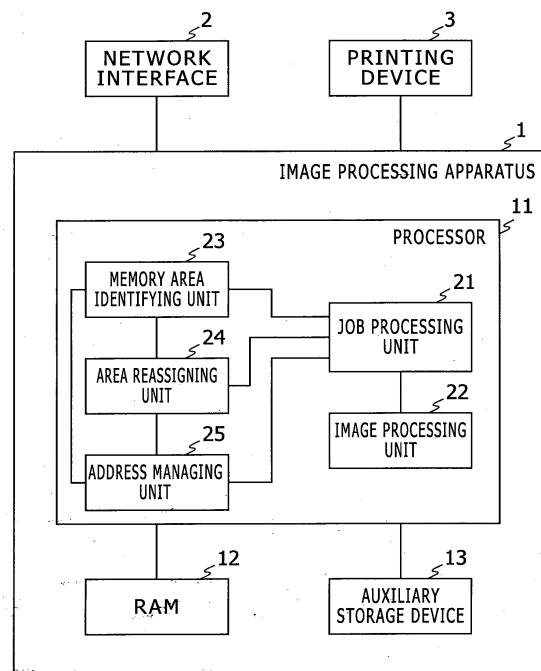 2
NETWORK
INTERFACE
3
PRINTING
DEVICE
1
IMAGE PROCESSING APPARATUS
11
PROCESSOR
23
MEMORY AREA
IDENTIFYING UNIT
21
JOB PROCESSING
UNIT
24
AREA REASSIGNING
UNIT
22
IMAGE PROCESSING
UNIT
25
ADDRESS MANAGING
UNIT
12
RAM
13
AUXILIARY
STORAGE DEVICE